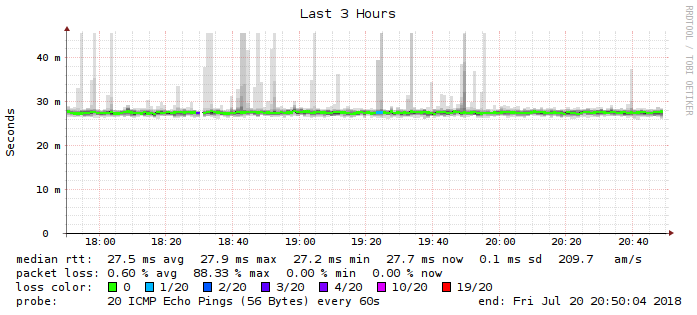 Last 3 Hours
RRDTOOL / TOBI OETIKER
Seconds
40 m
30 m
20 m
10 m
0
18:00 18:20 18:40 19:00 19:20 19:40 20:00 20:20 20:40
median rtt: 27.5 ms avg 27.9 ms max 27.2 ms min 27.7 ms now 0.1 ms sd 209.7 am/s
packet loss: 0.60 % avg 88.33 % max 0.00 % min 0.00 % now
loss color: 0 1/20 2/20 3/20 4/20 10/20 19/20
probe: 20 ICMP Echo Pings (56 Bytes) every 60s end: Fri Jul 20 20:50:04 2018